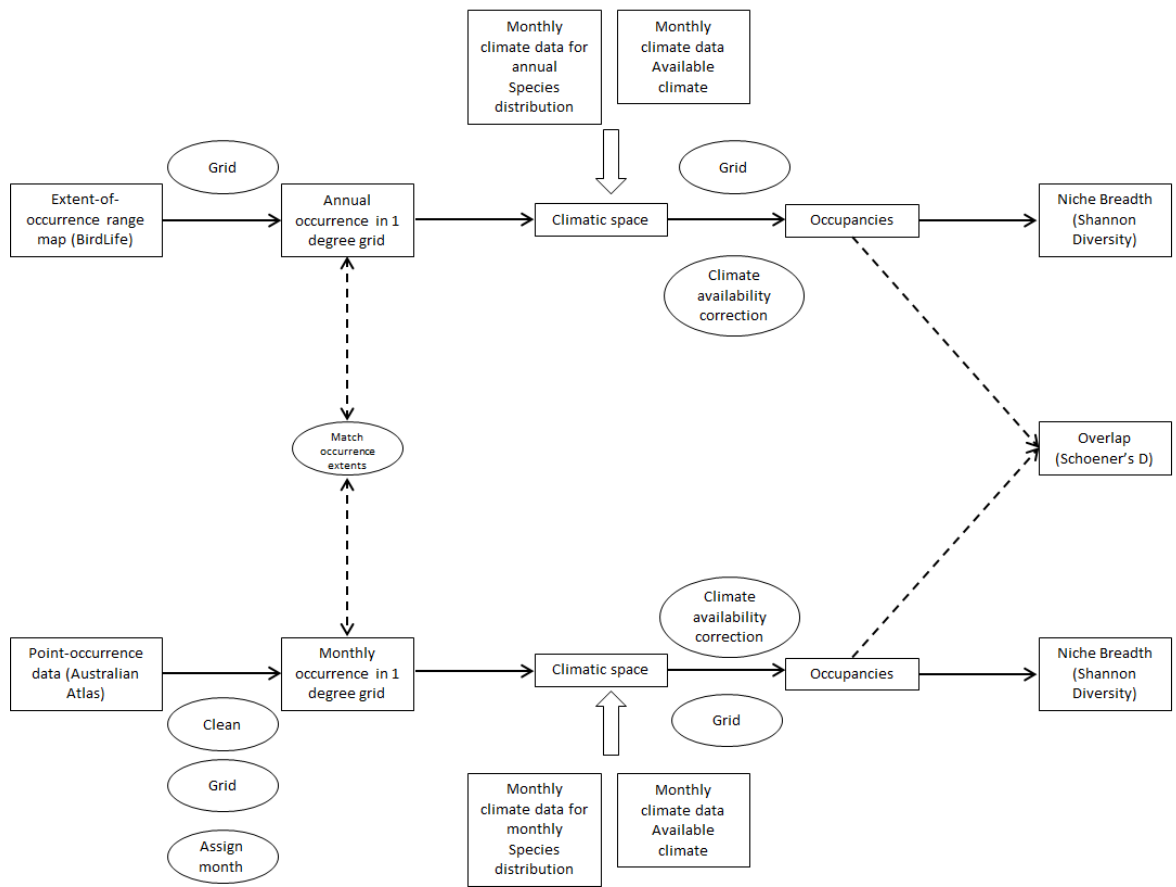 Monthly
climate data for
annual
Species
distribution
Monthly
climate data
Available
climate
Grid
Grid
Extent-of-
occurrence range
map (BirdLife)
Annual
occurrence in 1
degree grid
Climatic space
Occupancies
Niche Breadth
(Shannon
Diversity)
Climate
availability
correction
Match
occurrence
extents
Overlap
(Schoener's D)
Climate
availability
correction
Point-occurrence
data (Australian
Atlas)
Monthly
occurrence in 1
degree grid
Climatic space
Occupancies
Niche Breadth
(Shannon
Diversity)
Clean
Grid
Grid
Assign
month
Monthly
climate data for
monthly
Species
distribution
Monthly
climate data
Available
climate